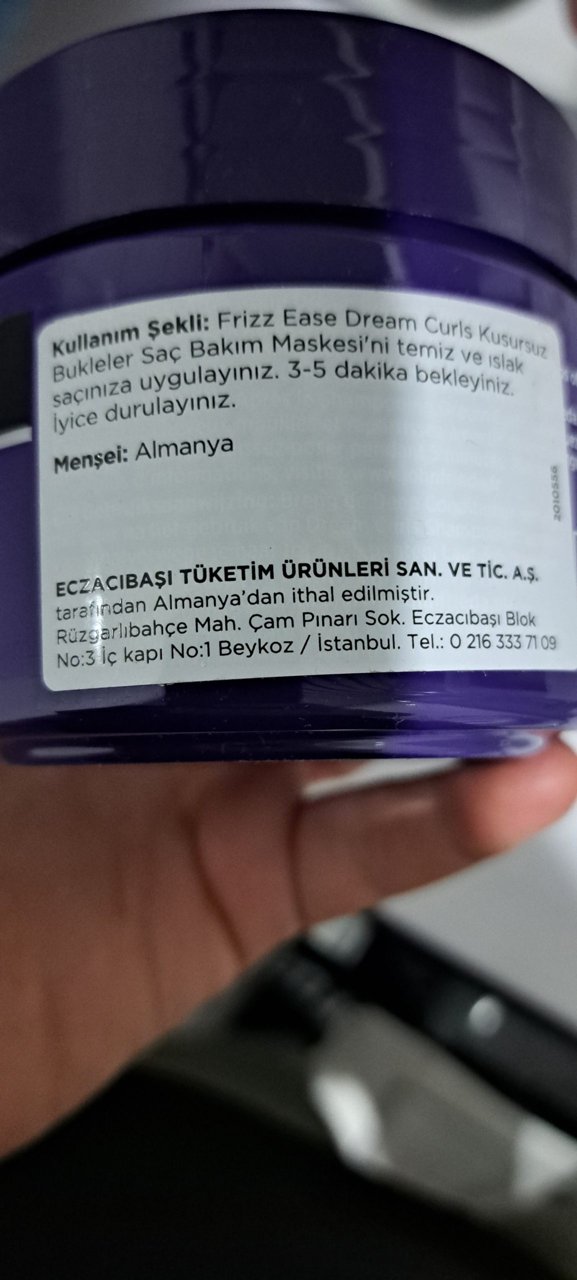 Kullanım Şekli: Frizz Ease Dream Curls Kusursuz
Bukleler Saç Bakım Maskesi'ni temiz ve ıslak
saçınıza uygulayınız. 3-5 dakika bekleyiniz.
İyice durulayınız.
Menşei: Almanya
2010556
ECZACIBAŞI TÜKETİM ÜRÜNLERİ SAN. VE TİC. A.Ş.
tarafından Almanya'dan ithal edilmiştir.
Rüzgarlıbahçe Mah. Çam Pınarı Sok. Eczacıbaşı Blok
No:3 İç kapı No:1 Beykoz / İstanbul. Tel.: 0 216 333 71 09